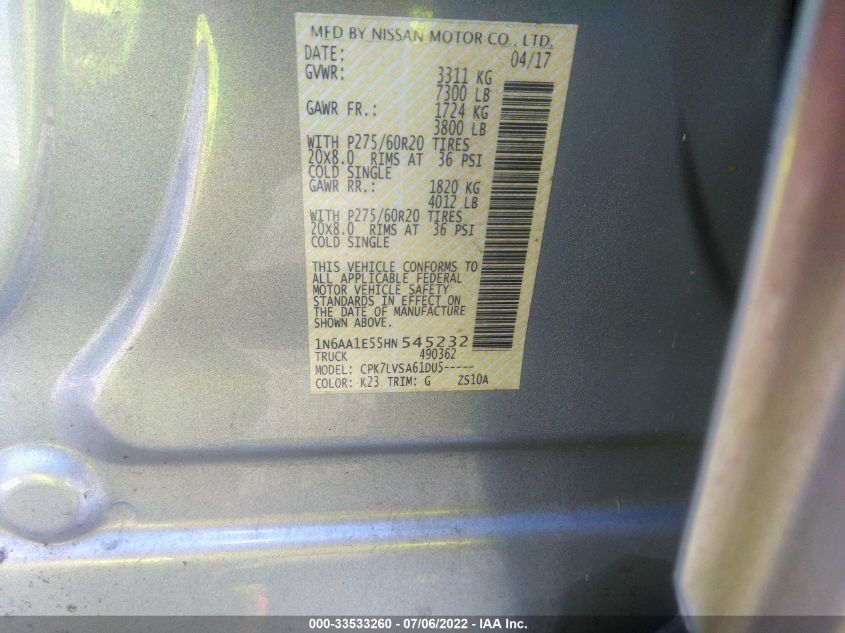 MFD BY NISSAN MOTOR CO., LTD.
DATE: 04/17
GVWR: 3311 KG
7300 LB
GAWR FR.: 1724 KG
3800 LB
WITH P275/60R20 TIRES
20X8.0 RIMS AT 36 PSI
COLD SINGLE
GAWR RR.: 1820 KG
4012 LB
WITH P275/60R20 TIRES
20X8.0 RIMS AT 36 PSI
COLD SINGLE
THIS VEHICLE CONFORMS TO
ALL APPLICABLE FEDERAL
MOTOR VEHICLE SAFETY
STANDARDS IN EFFECT ON
THE DATE OF MANUFACTURE
SHOWN ABOVE.
1N6AA1E55HN545232
TRUCK 490362
MODEL: CPK7LVSA61DU5-----
COLOR: K23 TRIM: G ZS10A
000-33533260 - 07/06/2022 - IAA Inc.